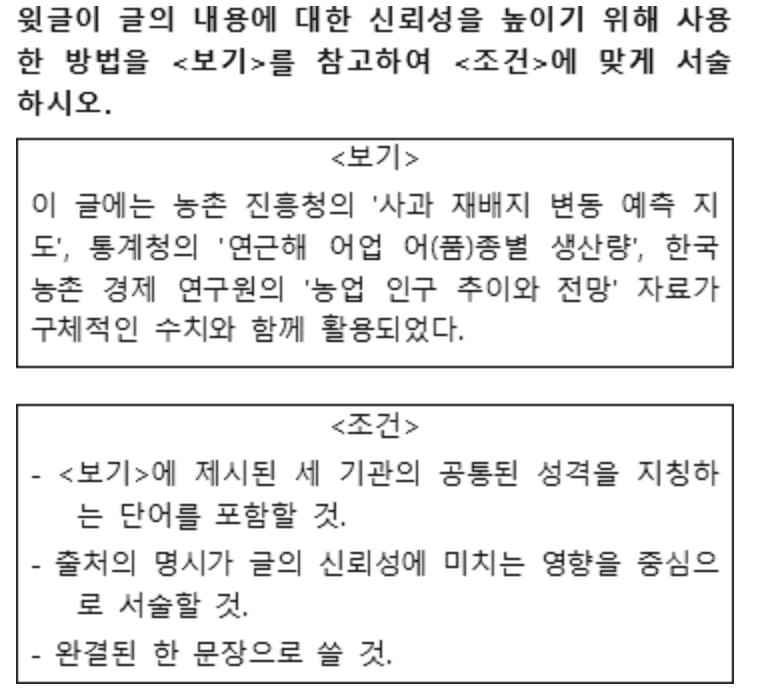 윗글이 글의 내용에 대한 신뢰성을 높이기 위해 사용
한 방법을 <보기>를 참고하여 <조건>에 맞게 서술
하시오.
<보기>
이 글에는 농촌 진흥청의 '사과 재배지 변동 예측 지
도', 통계청의 '연근해 어업 어(품)종별 생산량', 한국
농촌 경제 연구원의 '농업 인구 추이와 전망' 자료가
구체적인 수치와 함께 활용되었다.
<조건>
- <보기>에 제시된 세 기관의 공통된 성격을 지칭하
는 단어를 포함할 것.
- 출처의 명시가 글의 신뢰성에 미치는 영향을 중심으
로 서술할 것.
- 완결된 한 문장으로 쓸 것.